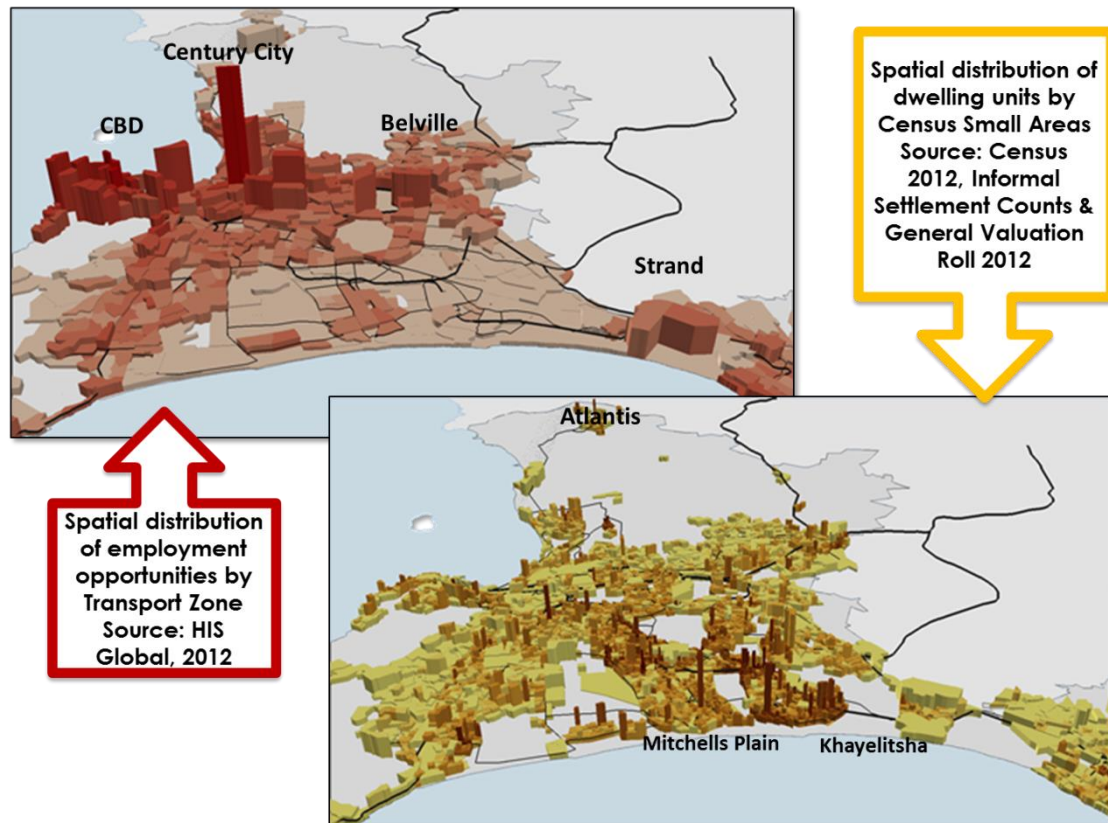 Century City
CBD
Belville
Strand
Spatial distribution of
dwelling units by
Census Small Areas
Source: Census
2012, Informal
Settlement Counts &
General Valuation
Roll 2012
Spatial distribution
of employment
opportunities by
Transport Zone
Source: HIS
Global, 2012
Atlantis
Mitchells Plain
Khayelitsha